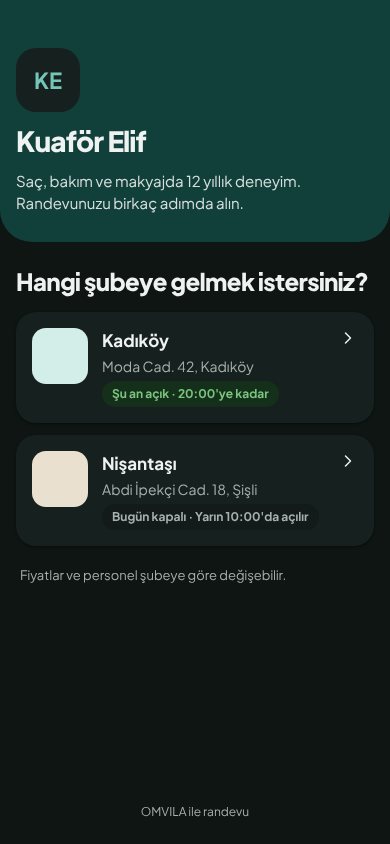 KE
Kuaför Elif
Saç, bakım ve makyajda 12 yıllık deneyim.
Randevunuzu birkaç adımda alın.
Hangi şubeye gelmek istersiniz?
Kadıköy
Moda Cad. 42, Kadıköy
Şu an açık · 20:00'ye kadar
Nişantaşı
Abdi İpekçi Cad. 18, Şişli
Bugün kapalı · Yarın 10:00'da açılır
Fiyatlar ve personel şubeye göre değişebilir.
OMVILA ile randevu